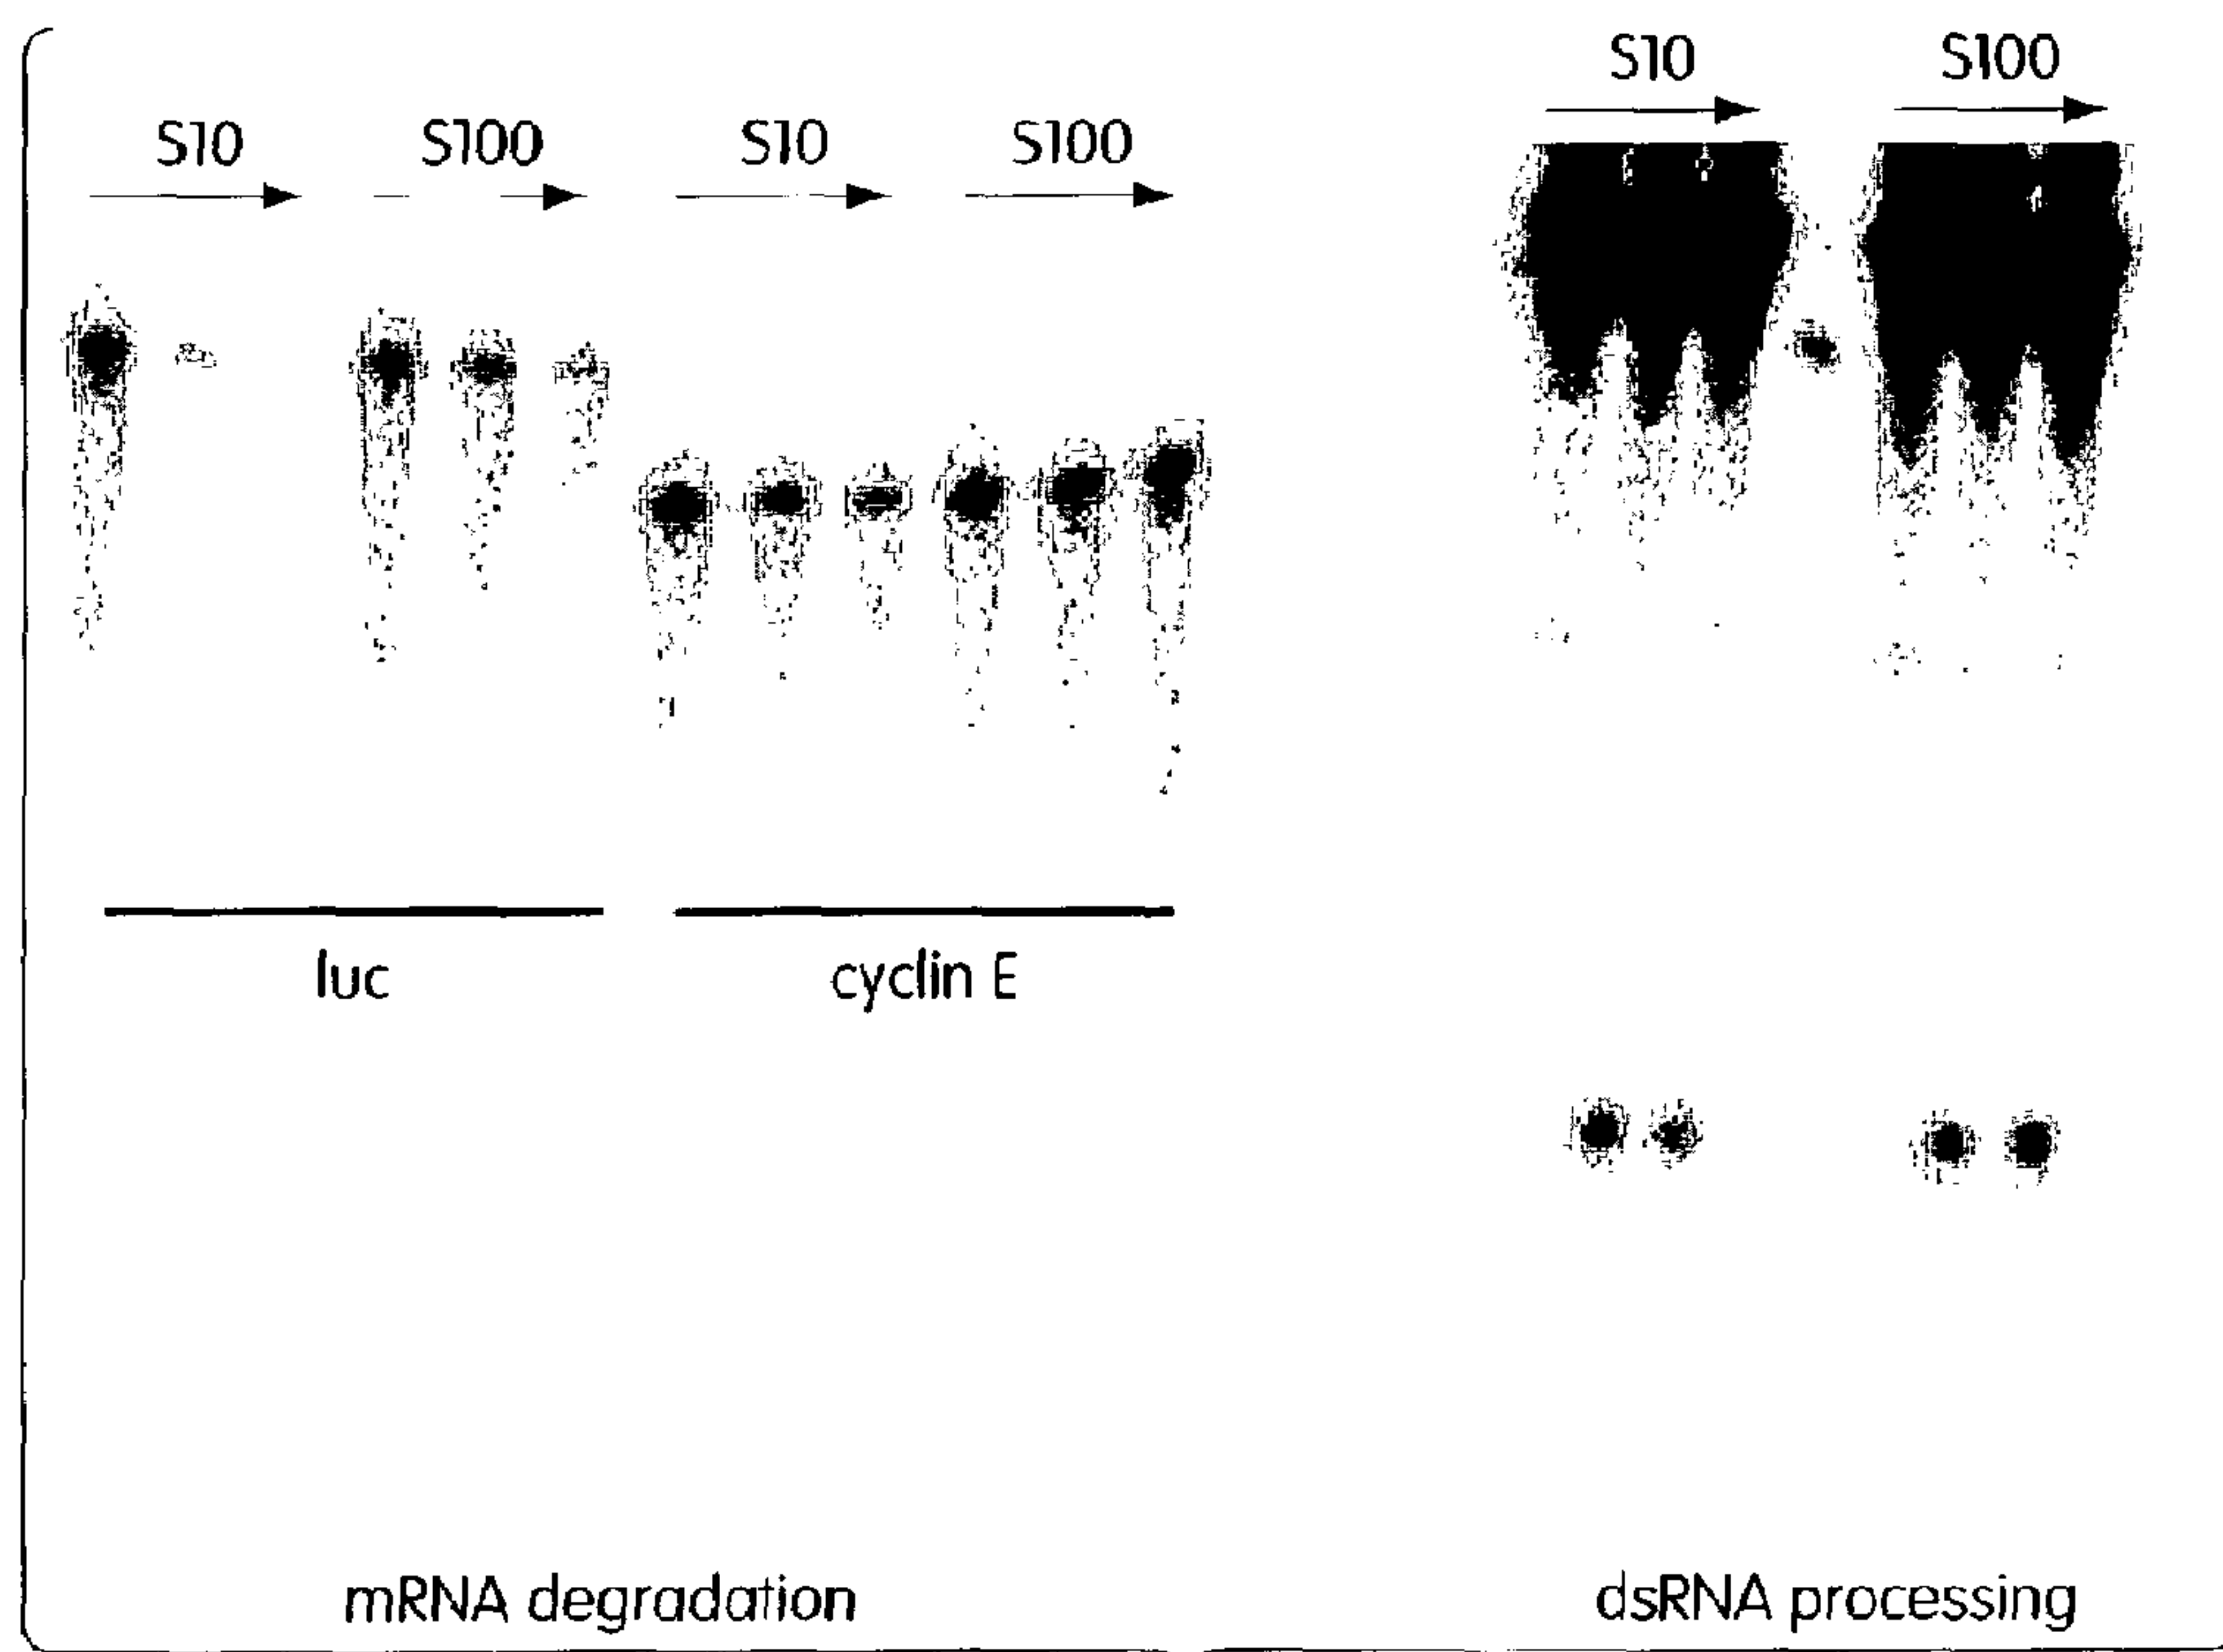 S10 S100
S10 S100 S10 S100
luc cyclin E
mRNA degradation dsRNA processing